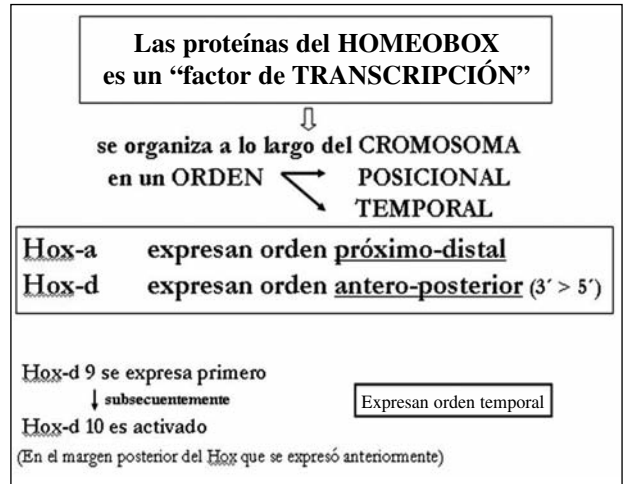 Las proteínas del HOMEOBOX
es un “factor de TRANSCRIPCIÓN”
se organiza a lo largo del CROMOSOMA
en un ORDEN POSICIONAL
TEMPORAL
Hox-a expresan orden próximo-distal
Hox-d expresan orden antero-posterior (3´ > 5´)
Hox-d 9 se expresa primero
subsecuentemente
Expresan orden temporal
Hox-d 10 es activado
(En el margen posterior del Hox que se expresó anteriormente)